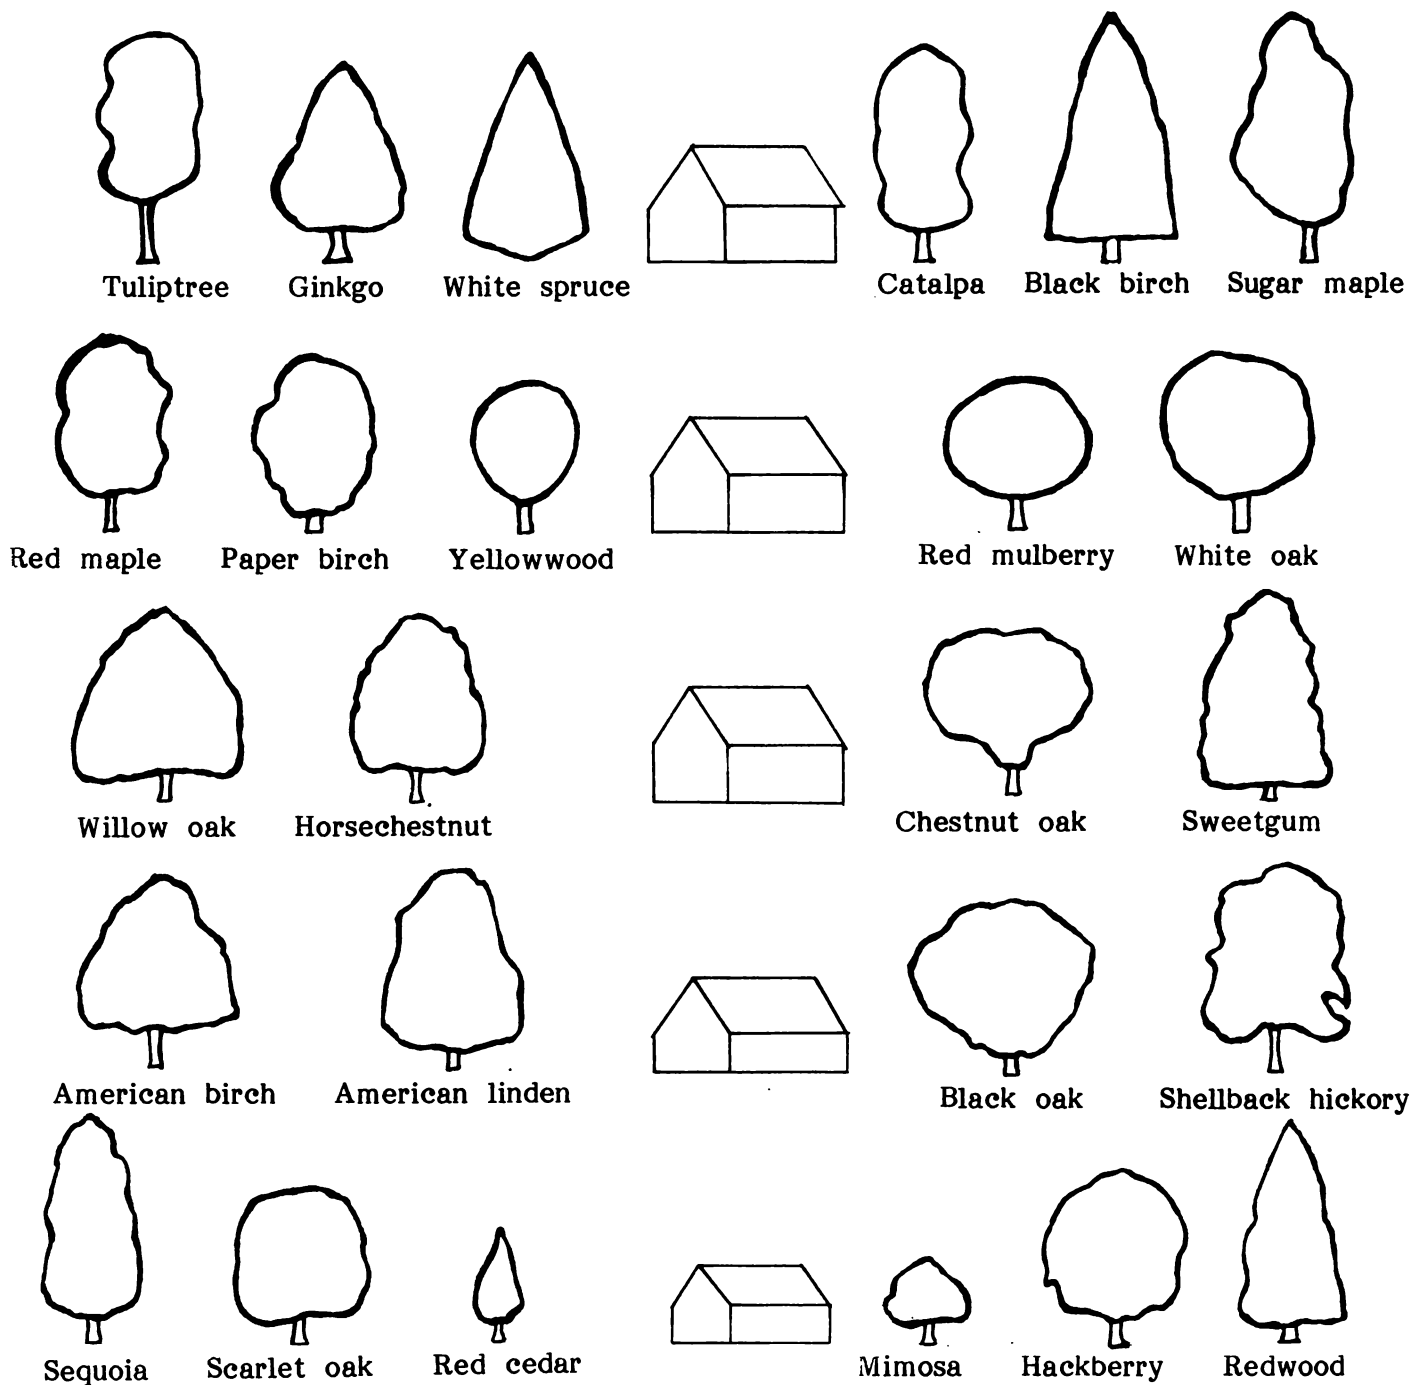 Tuliptree Ginkgo White spruce Catalpa Black birch Sugar maple
Red maple Paper birch Yellowwood Red mulberry White oak
Willow oak Horsechestnut Chestnut oak Sweetgum
American birch American linden Black oak Shellback hickory
Sequoia Scarlet oak Red cedar Mimosa Hackberry Redwood